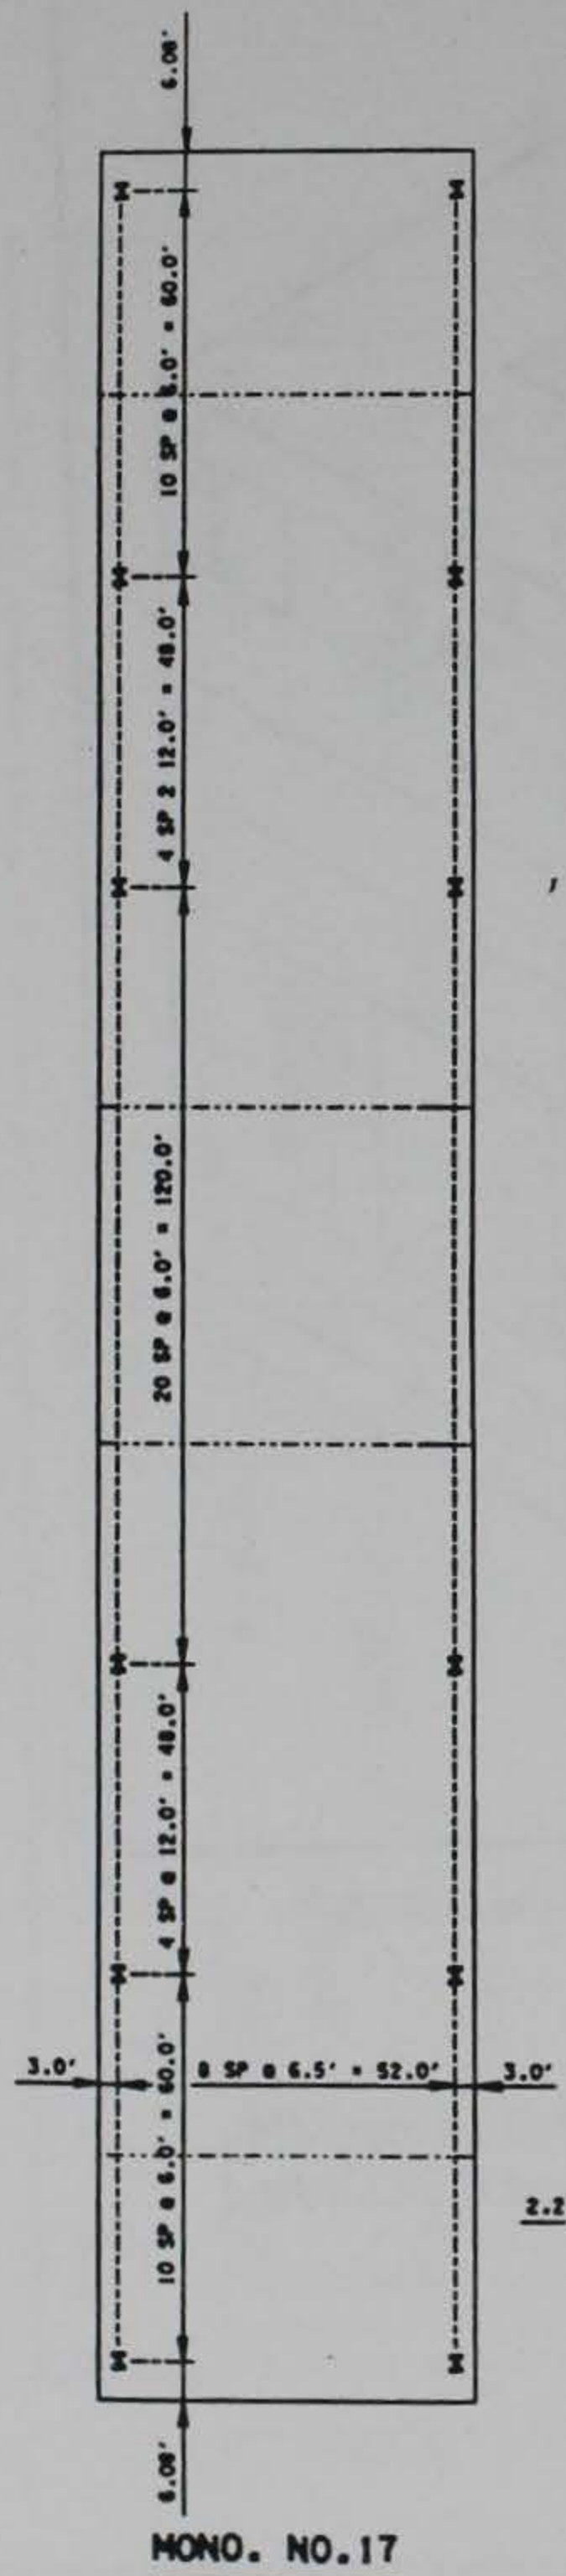 6.08'
10 SP @ 6.0' = 60.0'
4 SP 2 12.0' = 48.0'
20 SP @ 6.0' = 120.0'
4 SP @ 12.0' = 48.0'
3.0'
8 SP @ 6.5' = 52.0'
3.0'
10 SP @ 6.0' = 60.0'
2.2
6.08'
MONO. NO.17